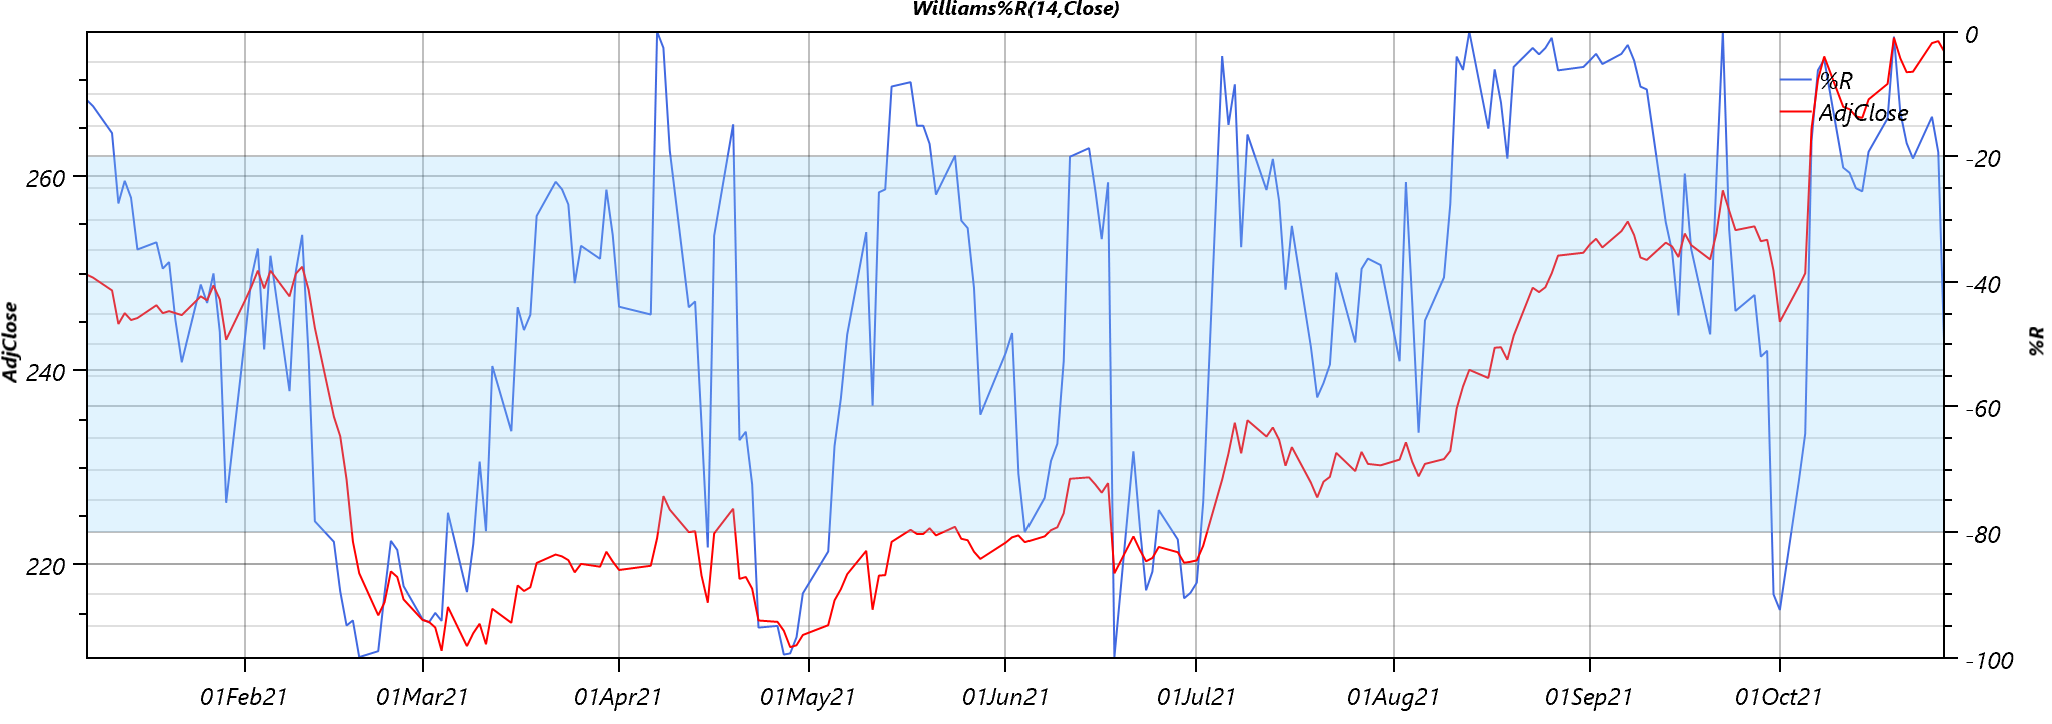 Williams%R(14,Close)
0
%R
AdjClose
-20
260
-40
AdjClose
%R
240
-60
-80
220
-100
01Feb21 01Mar21 01Apr21 01May21 01Jun21 01Jul21 01Aug21 01Sep21 01Oct21